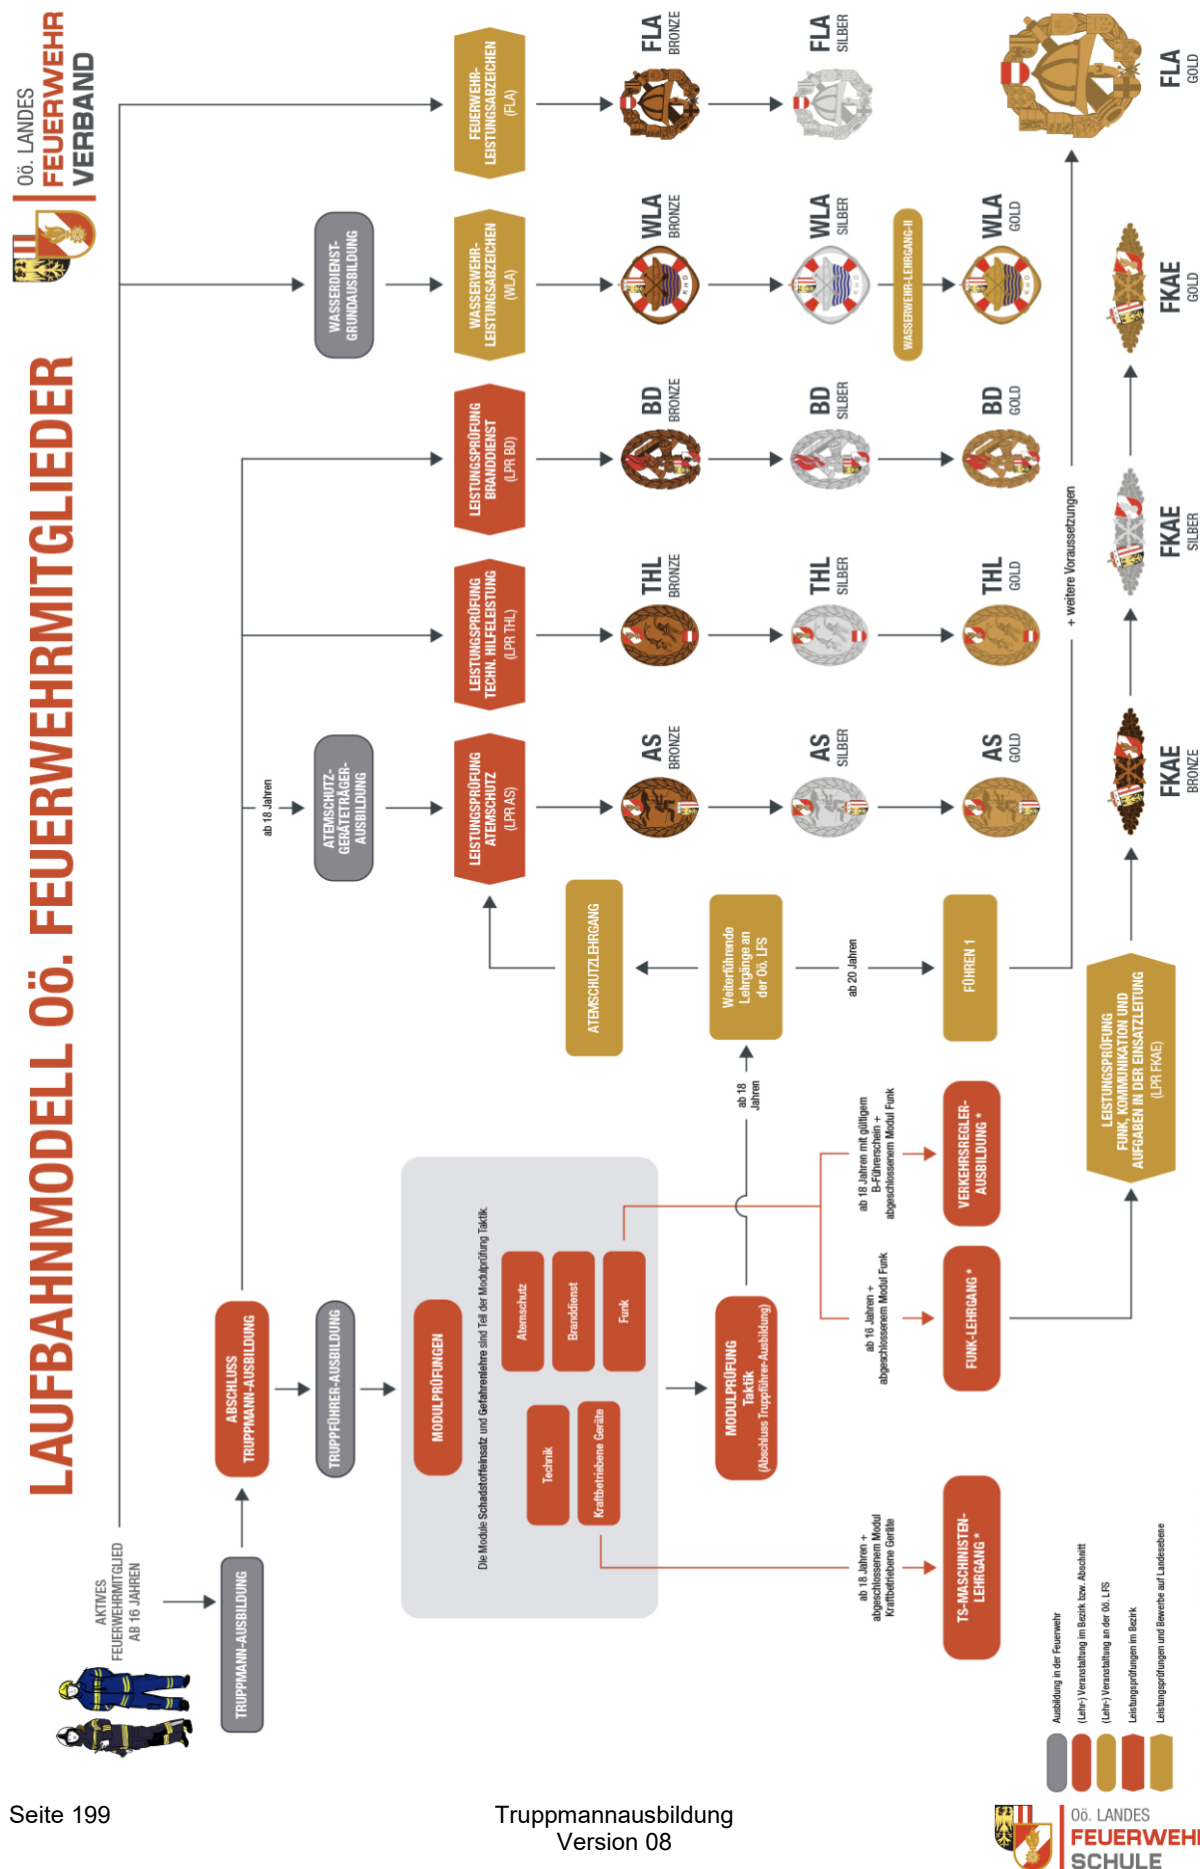 LAUFBAHNMODELL OÖ. FEUERWEHRMITGLIEDER
OÖ. LANDES
FEUERWEHR
VERBAND
AKTIVES
FEUERWEHRMITGLIED
AB 16 JAHREN
TRUPPMANN-AUSBILDUNG
ABSCHLUSS
TRUPPMANN-AUSBILDUNG
TRUPPFÜHRER-AUSBILDUNG
MODULPRÜFUNGEN
Die Module Schadstoffeinsatz und Gefahrenlehre sind Teil der Modulprüfung Taktik.
Technik
Kraftbetriebene Geräte
Atemschutz
Branddienst
Funk
MODULPRÜFUNG
Taktik
(Abschluss Truppführer-Ausbildung)
ab 18 Jahren +
abgeschlossenem Modul
Kraftbetriebene Geräte
TS-MASCHINISTEN-
LEHRGANG *
ab 16 Jahren +
abgeschlossenem Modul Funk
FUNK-LEHRGANG *
ab 18 Jahren mit gültigem
B-Führerschein +
abgeschlossenem Modul Funk
VERKEHRSREGLER-
AUSBILDUNG *
ab 18
Jahren
Weiterführende
Lehrgänge an
der Oö. LFS
ATEMSCHUTZLEHRGANG
ab 20 Jahren
FÜHREN 1
+ weitere Voraussetzungen
LEISTUNGSPRÜFUNG
FUNK, KOMMUNIKATION UND
AUFGABEN IN DER EINSATZLEITUNG
(LPR FKAE)
FKAE
BRONZE
FKAE
SILBER
FKAE
GOLD
ab 18 Jahren
ATEMSCHUTZ-
GERÄTETRÄGER-
AUSBILDUNG
LEISTUNGSPRÜFUNG
ATEMSCHUTZ
(LPR AS)
AS
BRONZE
AS
SILBER
AS
GOLD
LEISTUNGSPRÜFUNG
TECHN. HILFELEISTUNG
(LPR THL)
THL
BRONZE
THL
SILBER
THL
GOLD
LEISTUNGSPRÜFUNG
BRANDDIENST
(LPR BD)
BD
BRONZE
BD
SILBER
BD
GOLD
WASSERDIENST-
GRUNDAUSBILDUNG
WASSERWEHR-
LEISTUNGSABZEICHEN
(WLA)
KHD
WLA
BRONZE
KHD
WLA
SILBER
WASSERWEHR-LEHRGANG-II
KHD
WLA
GOLD
FEUERWEHR-
LEISTUNGSABZEICHEN
(FLA)
FLA
BRONZE
FLA
SILBER
FLA
GOLD
Ausbildung in der Feuerwehr
(Lehr-) Veranstaltung im Bezirk bzw. Abschnitt
(Lehr-) Veranstaltung an der Oö. LFS
Leistungsprüfungen im Bezirk
Leistungsprüfungen und Bewerbe auf Landesebene
Seite 199
Truppmannausbildung
Version 08
OÖ. LANDES
FEUERWEHR
SCHULE